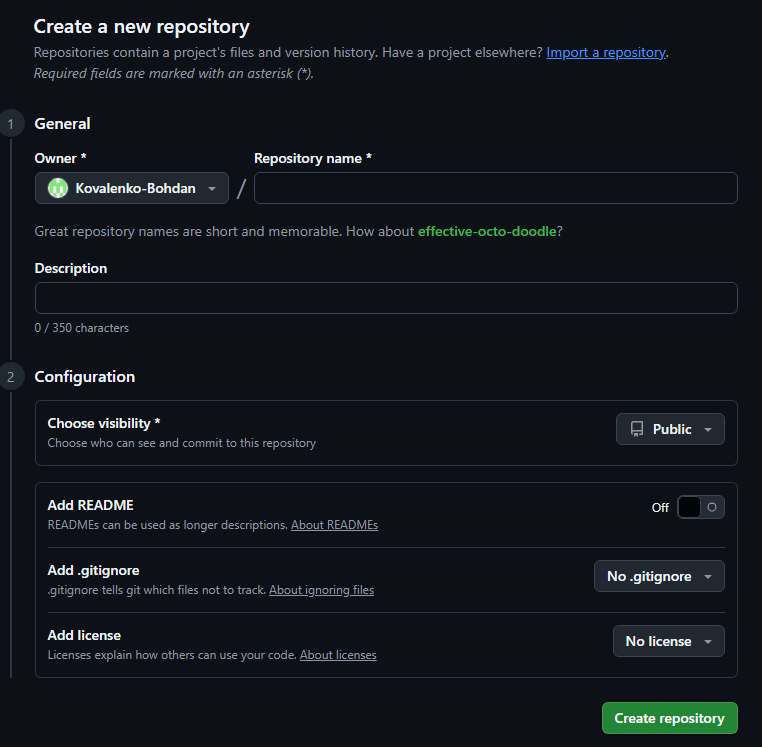 Create a new repository
Repositories contain a project's files and version history. Have a project elsewhere? Import a repository.
Required fields are marked with an asterisk (*).
1 General
Owner * Repository name *
Kovalenko-Bohdan /
Great repository names are short and memorable. How about effective-octo-doodle?
Description
0 / 350 characters
2 Configuration
Choose visibility *
Choose who can see and commit to this repository
Public
Add README
READMEs can be used as longer descriptions. About READMEs
Off
Add .gitignore
.gitignore tells git which files not to track. About ignoring files
No .gitignore
Add license
Licenses explain how others can use your code. About licenses
No license
Create repository